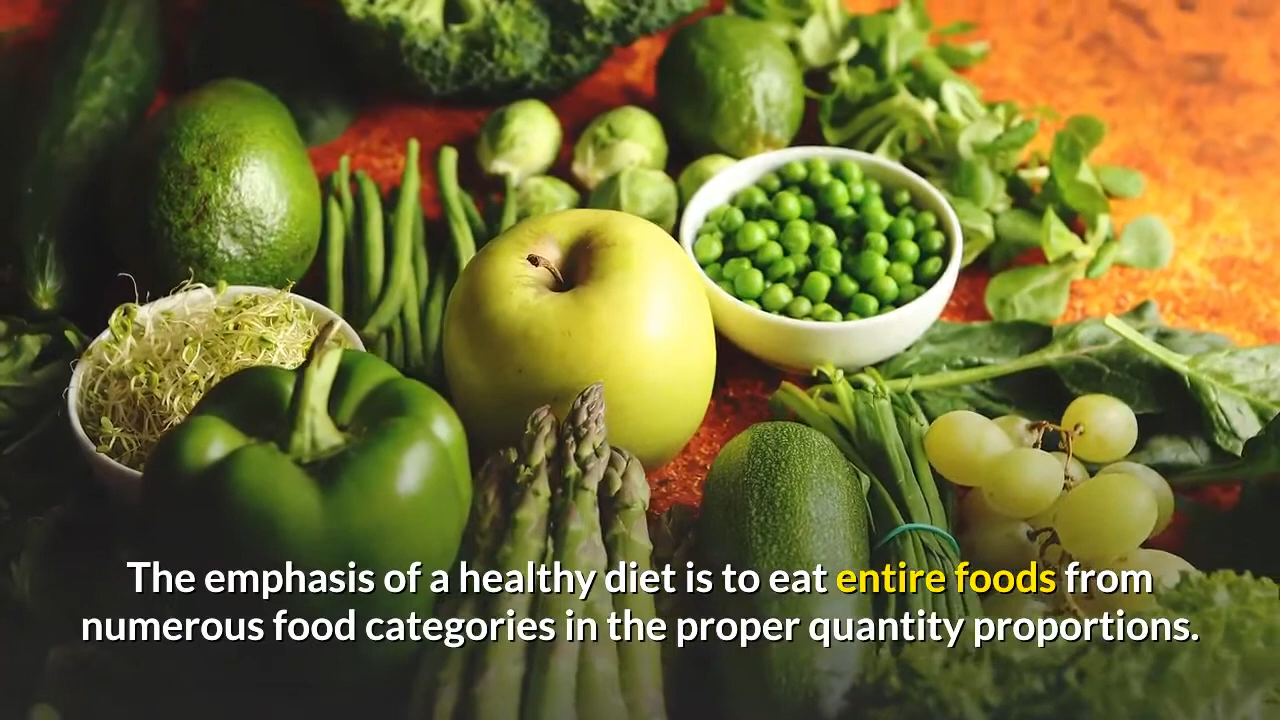 The emphasis of a healthy diet is to eat entire foods from
numerous food categories in the proper quantity proportions.